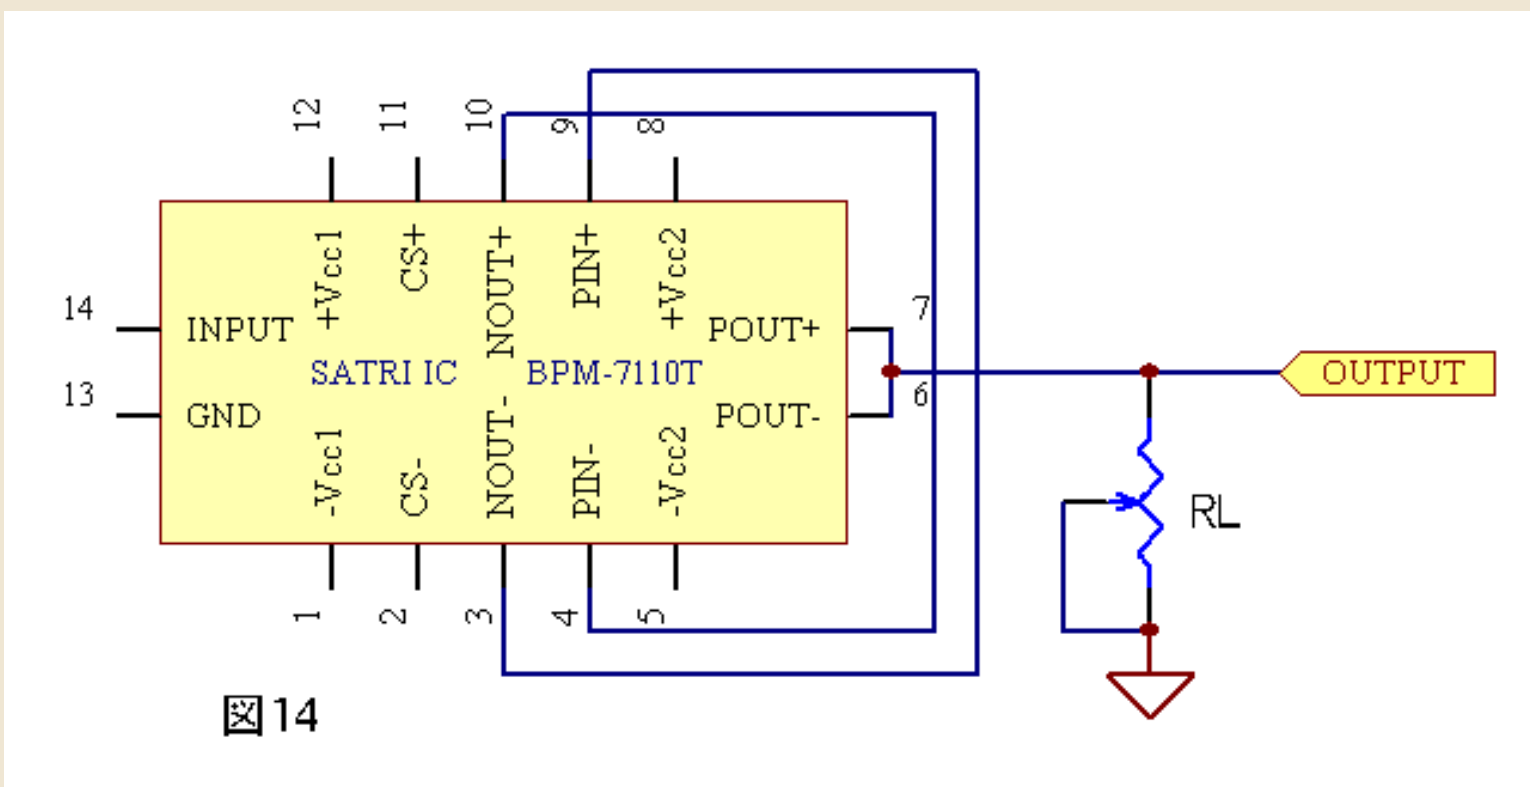 12
11
10
9
8
+Vcc1
CS+
NOUT+
PIN+
+Vcc2
14
INPUT
POUT+
7
SATRI IC
BPM-7110T
OUTPUT
13
GND
POUT-
6
-Vcc1
CS-
NOUT-
PIN-
-Vcc2
RL
1
2
3
4
5
図14